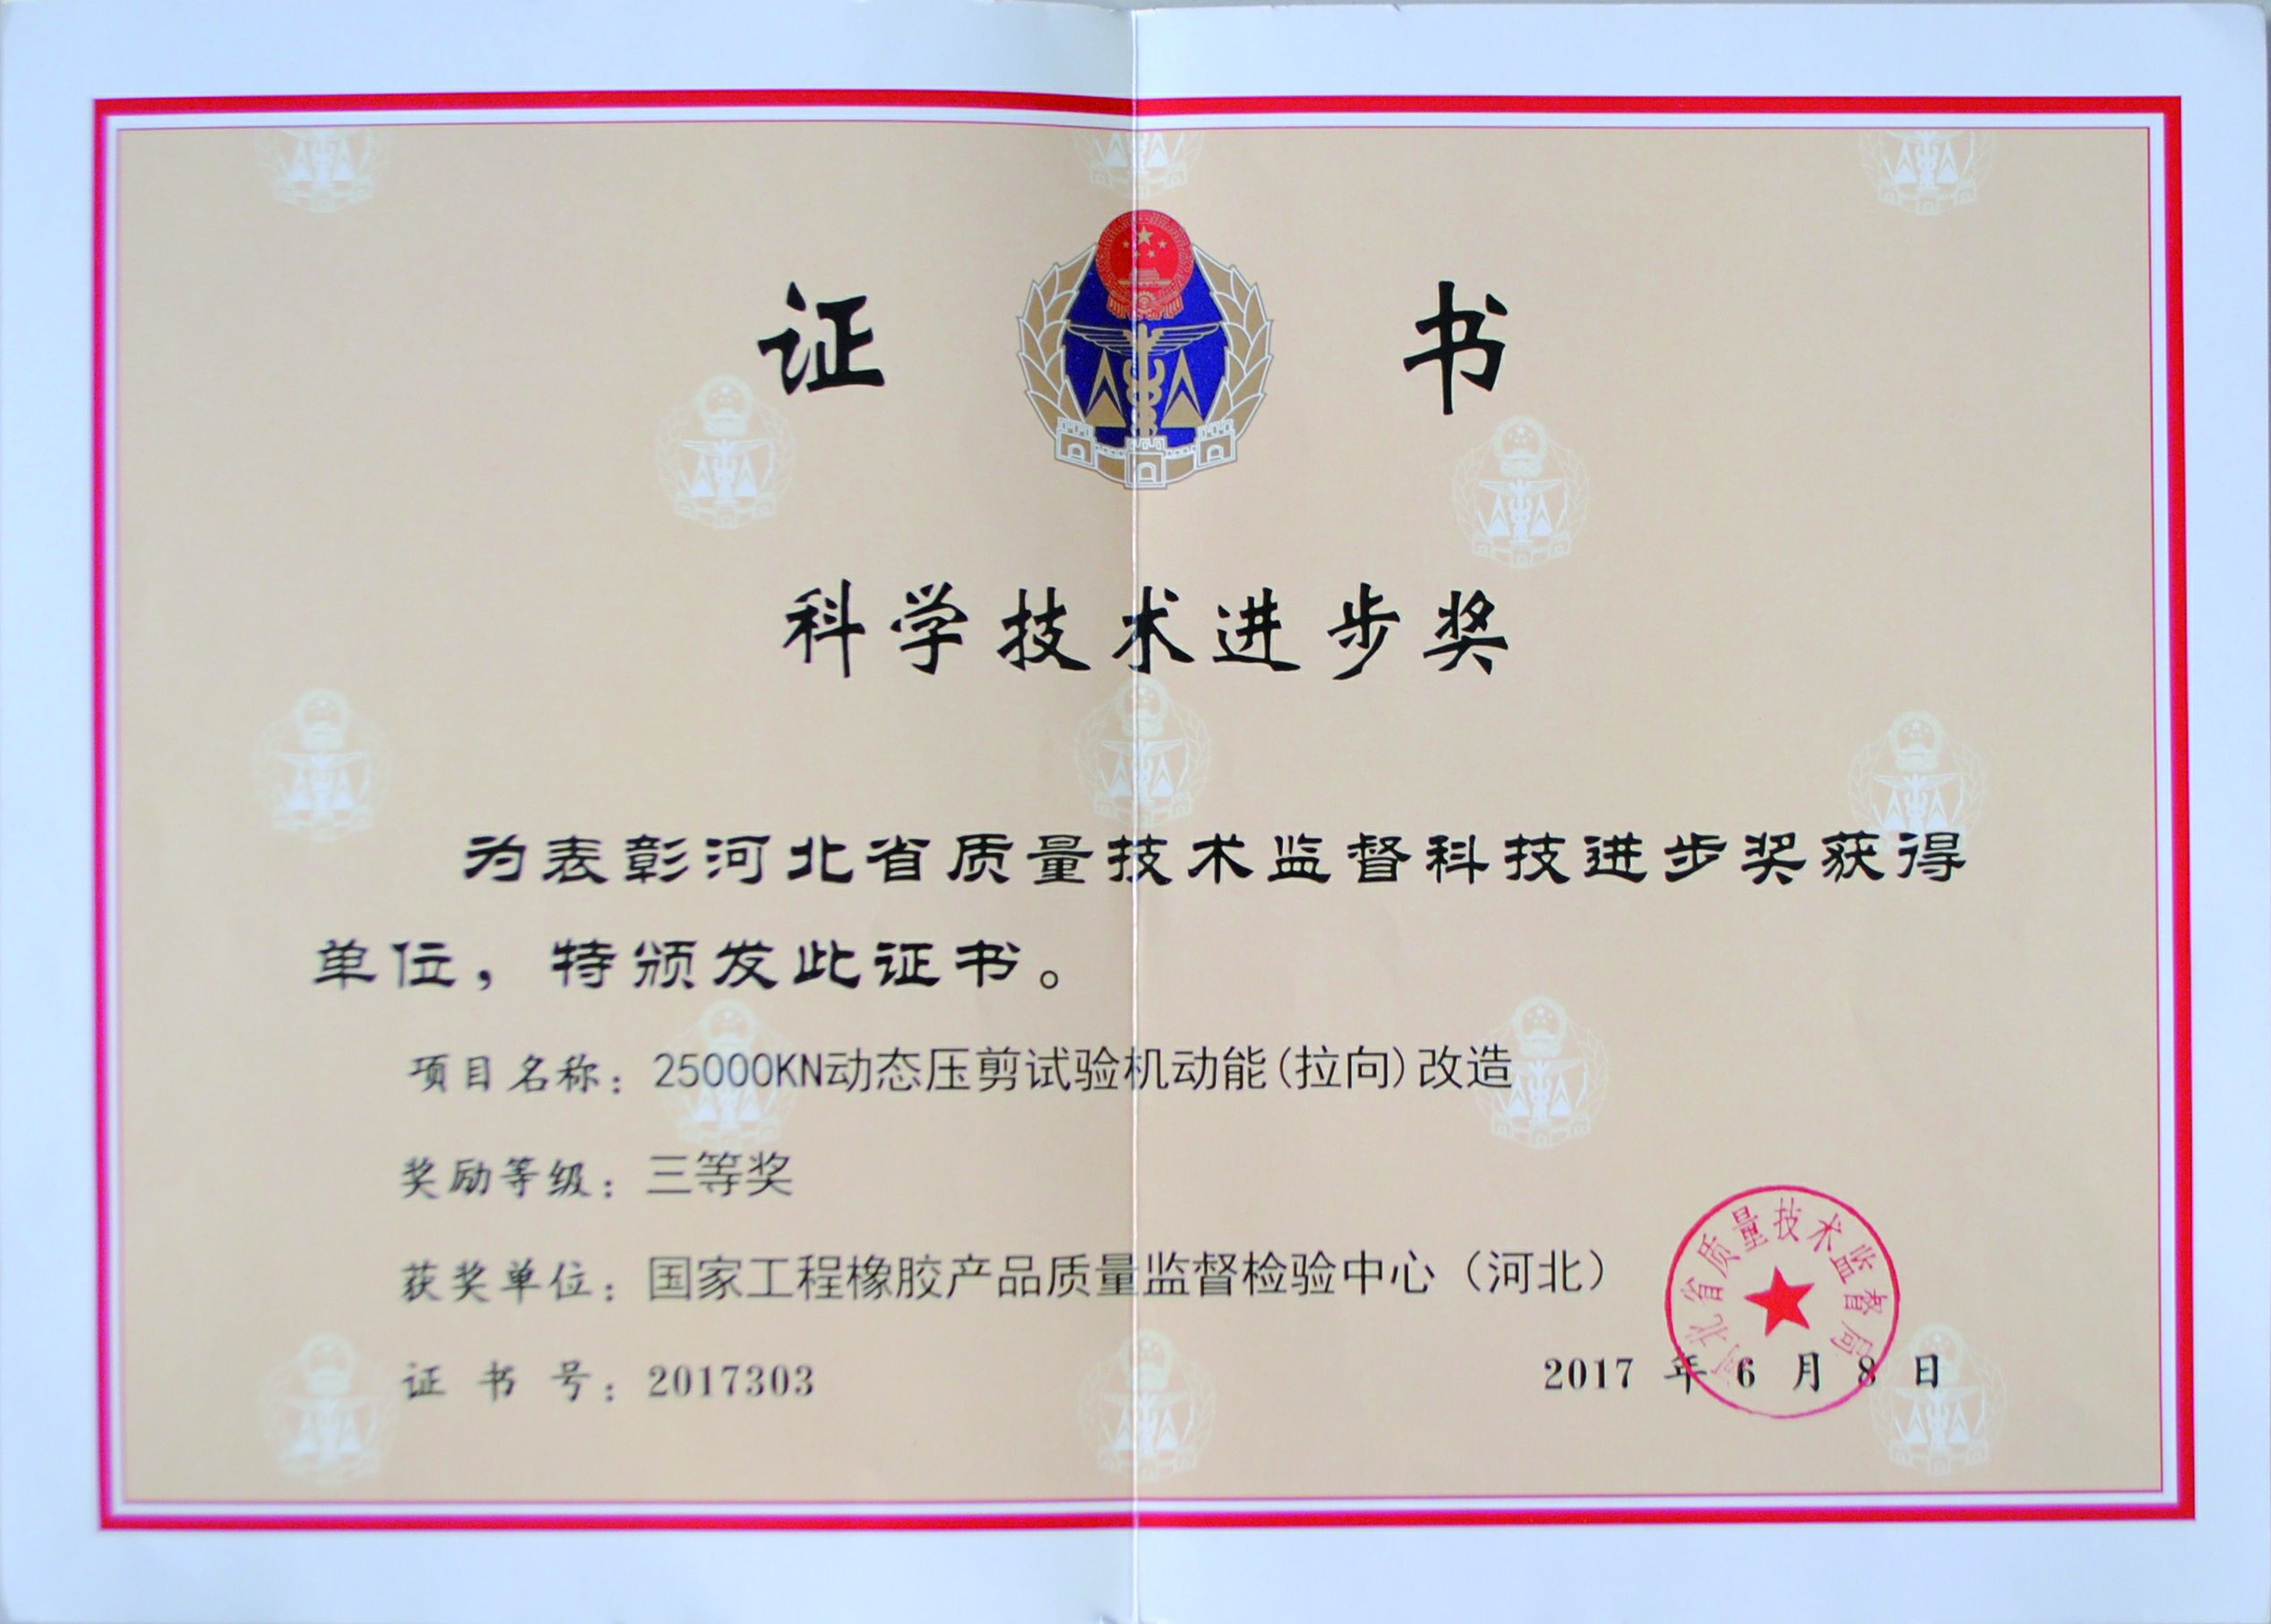 证书
科学技术进步奖
为表彰河北省质量技术监督科技进步奖获得
单位，特颁发此证书。
项目名称：25000KN动态压剪试验机动能(拉向)改造
奖励等级：三等奖
获奖单位：国家工程橡胶产品质量监督检验中心（河北）
河北省质量技术监督局
证书号：2017303
2017 年 6 月 8 日